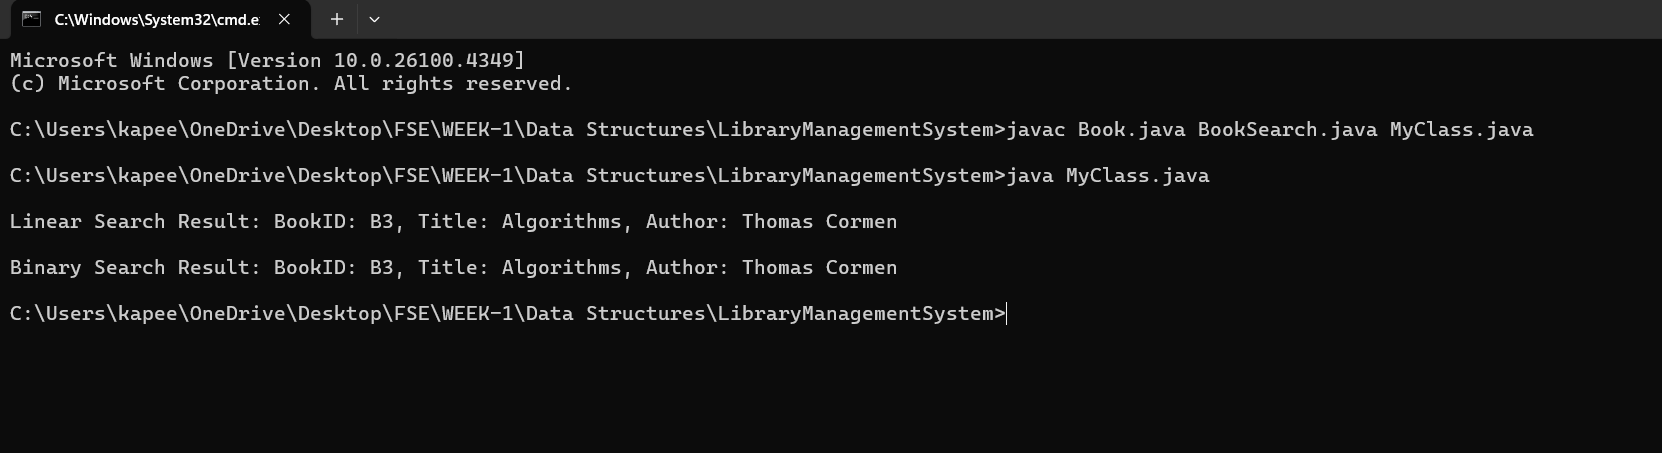 C:\Windows\System32\cmd.e
Microsoft Windows [Version 10.0.26100.4349]
(c) Microsoft Corporation. All rights reserved.
C:\Users\kapee\OneDrive\Desktop\FSE\WEEK-1\Data Structures\LibraryManagementSystem>javac Book.java BookSearch.java MyClass.java
C:\Users\kapee\OneDrive\Desktop\FSE\WEEK-1\Data Structures\LibraryManagementSystem>java MyClass.java
Linear Search Result: BookID: B3, Title: Algorithms, Author: Thomas Cormen
Binary Search Result: BookID: B3, Title: Algorithms, Author: Thomas Cormen
C:\Users\kapee\OneDrive\Desktop\FSE\WEEK-1\Data Structures\LibraryManagementSystem>